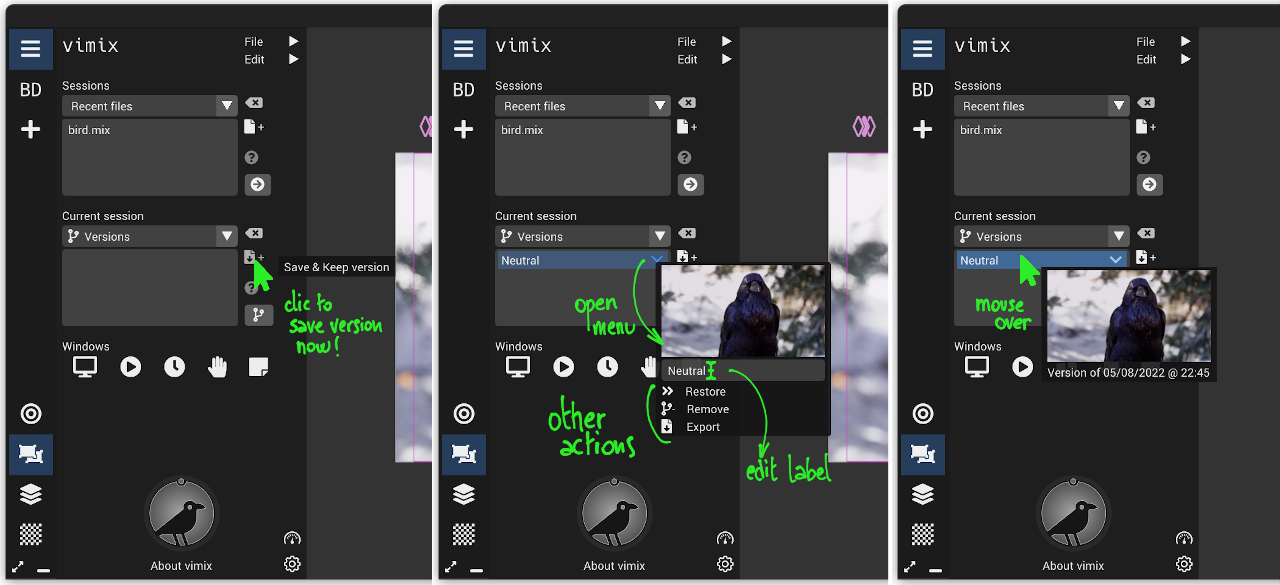 vimix
File
Edit
BD
Sessions
Recent files
bird.mix
Current session
Versions
Save & Keep version
clic to
save version
now!
Windows
About vimix
vimix
File
Edit
BD
Sessions
Recent files
bird.mix
Current session
Versions
Neutral
open
menu
Windows
Neutral
Restore
Remove
Export
other
actions
edit label
About vimix
vimix
File
Edit
BD
Sessions
Recent files
bird.mix
Current session
Versions
Neutral
mouse
over
Windows
Version of 05/08/2022 @ 22:45
About vimix